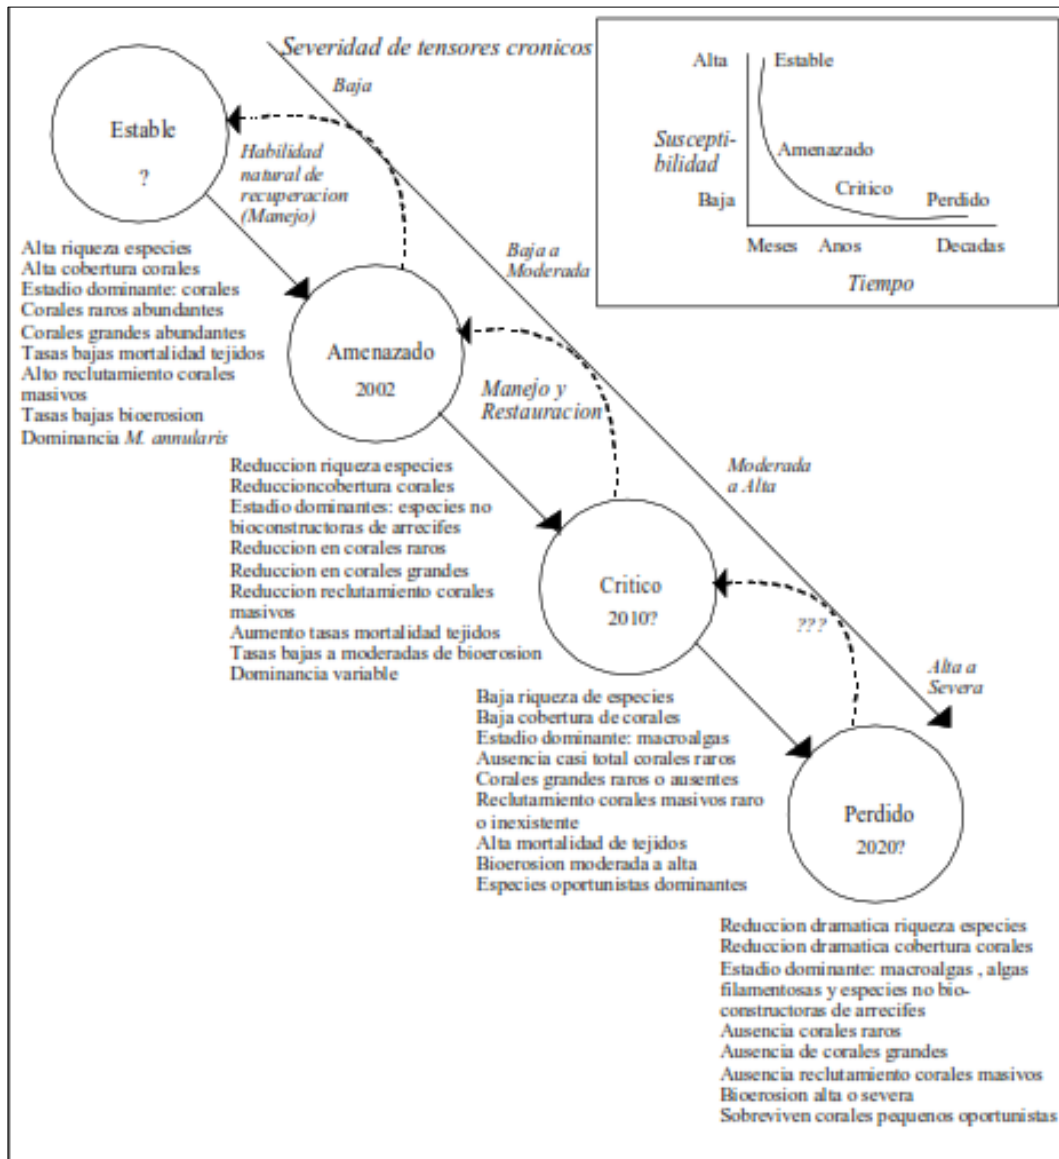 Severidad de tensores cronicos
Baja
Estable
?
Habilidad
natural de
recuperacion
(Manejo)
Alta riqueza especies
Alta cobertura corales
Estadio dominante: corales
Corales raros abundantes
Corales grandes abundantes
Tasas bajas mortalidad tejidos
Alto reclutamiento corales
masivos
Tasas bajas bioerosion
Dominancia M. annularis
Baja a
Moderada
Amenazado
2002
Manejo y
Restauracion
Reduccion riqueza especies
Reduccioncobertura corales
Estadio dominantes: especies no
bioconstructoras de arrecifes
Reduccion en corales raros
Reduccion en corales grandes
Reduccion reclutamiento corales
masivos
Aumento tasas mortalidad tejidos
Tasas bajas a moderadas de bioerosion
Dominancia variable
Moderada
a Alta
Critico
2010?
???
Baja riqueza de especies
Baja cobertura de corales
Estadio dominante: macroalgas
Ausencia casi total corales raros
Corales grandes raros o ausentes
Reclutamiento corales masivos raro
o inexistente
Alta mortalidad de tejidos
Bioerosion moderada a alta
Especies oportunistas dominantes
Alta a
Severa
Perdido
2020?
Reduccion dramatica riqueza especies
Reduccion dramatica cobertura corales
Estadio dominante: macroalgas , algas
filamentosas y especies no bio-
constructoras de arrecifes
Ausencia corales raros
Ausencia de corales grandes
Ausencia reclutamiento corales masivos
Bioerosion alta o severa
Sobreviven corales pequenos oportunistas
Alta
Estable
Suscepti-
bilidad
Amenazado
Critico
Perdido
Baja
Meses Anos Decadas
Tiempo